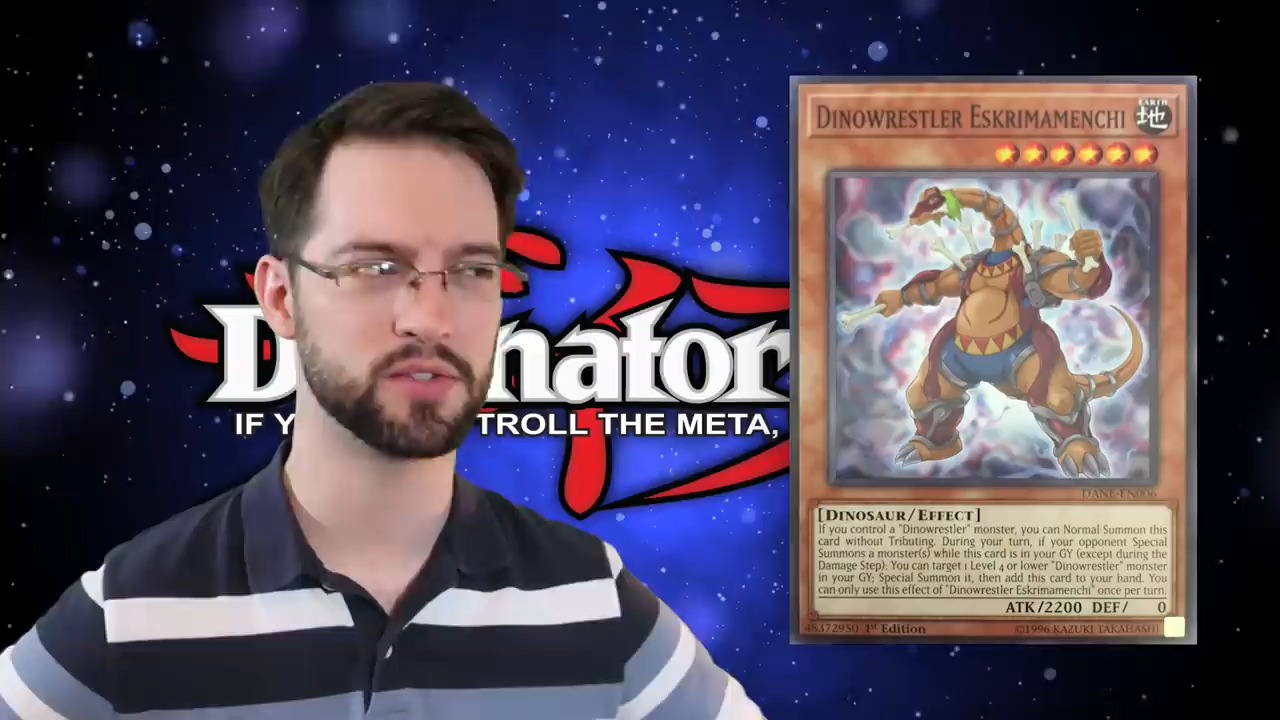 D nator
IF Y TROLL THE META,
DINOWRESTLER ESKRIMAMENCHI
EARTH
地
DANE-EN006
[DINOSAUR/EFFECT]
If you control a "Dinowrestler" monster, you can Normal Summon this
card without Tributing. During your turn, if your opponent Special
Summons a monster(s) while this card is in your GY (except during the
Damage Step): You can target 1 Level 4 or lower "Dinowrestler" monster
in your GY; Special Summon it, then add this card to your hand. You
can only use this effect of "Dinowrestler Eskrimamenchi" once per turn.
ATK/2200 DEF/ 0
48372950 1st Edition
©1996 KAZUKI TAKAHASHI